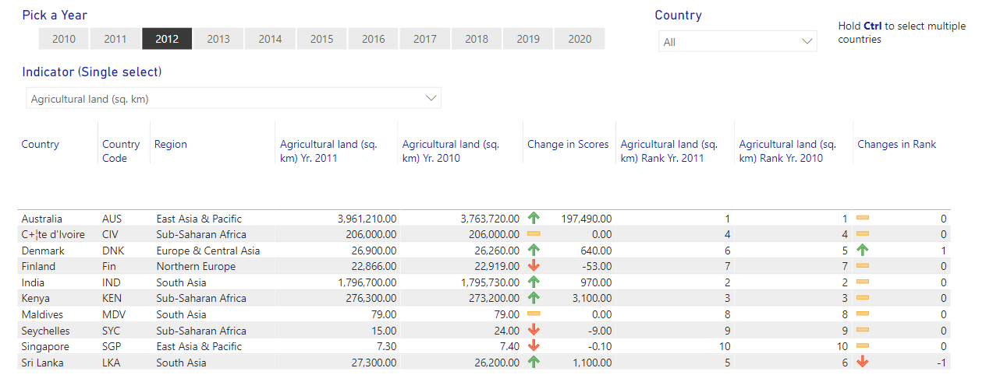 Pick a Year
2010 2011 2012 2013 2014 2015 2016 2017 2018 2019 2020
Country
All
Hold Ctrl to select multiple
countries
Indicator (Single select)
Agricultural land (sq. km)
Country Country Region Agricultural land (sq. Agricultural land (sq. Change in Scores Agricultural land (sq. Agricultural land (sq. Changes in Rank
Code km) Yr. 2011 km) Yr. 2010 km) Rank Yr. 2011 km) Rank Yr. 2010
Australia AUS East Asia & Pacific 3,961,210.00 3,763,720.00 197,490.00 1 1 0
C+¦te d'Ivoire CIV Sub-Saharan Africa 206,000.00 206,000.00 0.00 4 4 0
Denmark DNK Europe & Central Asia 26,900.00 26,260.00 640.00 6 5 1
Finland Fin Northern Europe 22,866.00 22,919.00 -53.00 7 7 0
India IND South Asia 1,796,700.00 1,795,730.00 970.00 2 2 0
Kenya KEN Sub-Saharan Africa 276,300.00 273,200.00 3,100.00 3 3 0
Maldives MDV South Asia 79.00 79.00 0.00 8 8 0
Seychelles SYC Sub-Saharan Africa 15.00 24.00 -9.00 9 9 0
Singapore SGP East Asia & Pacific 7.30 7.40 -0.10 10 10 0
Sri Lanka LKA South Asia 27,300.00 26,200.00 1,100.00 5 6 -1